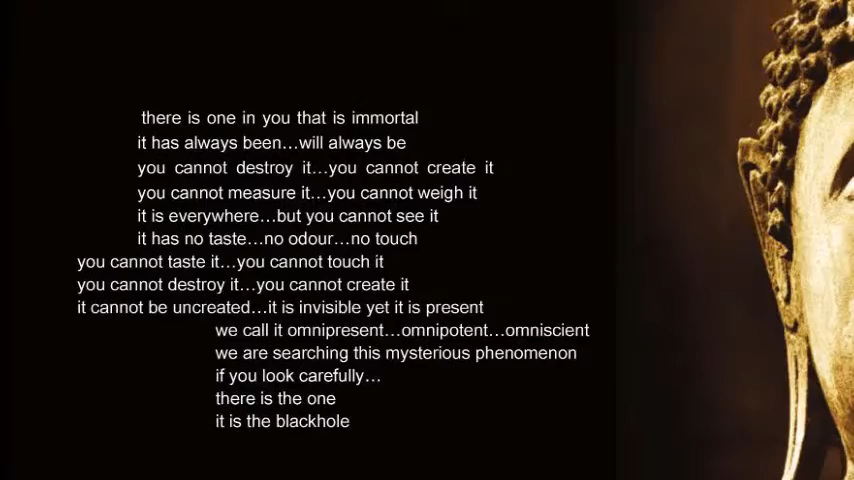 there is one in you that is immortal
it has always been...will always be
you cannot destroy it...you cannot create it
you cannot measure it...you cannot weigh it
it is everywhere...but you cannot see it
it has no taste...no odour...no touch
you cannot taste it...you cannot touch it
you cannot destroy it...you cannot create it
it cannot be uncreated...it is invisible yet it is present
we call it omnipresent...omnipotent...omniscient
we are searching this mysterious phenomenon
if you look carefully...
there is the one
it is the blackhole